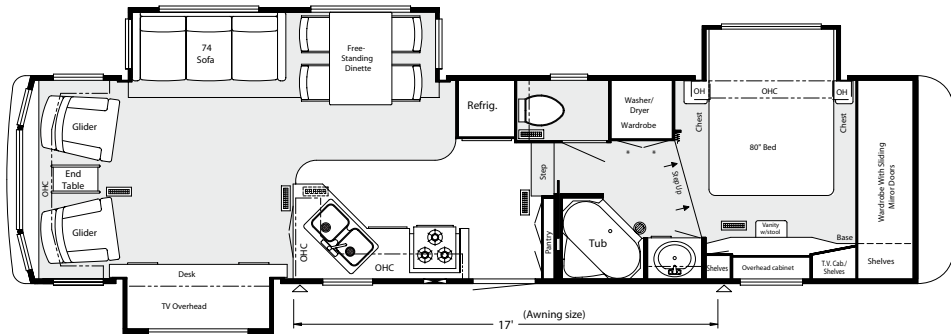 74
Sofa
Free-
Standing
Dinette
Glider
End
Table
OHC
Glider
Desk
TV Overhead
OHC
OHC
Refrig.
Step
Pantry
Washer/
Dryer
Wardrobe
Step Up
Tub
OH
OHC
OH
Chest
Chest
80" Bed
Vanity
w/stool
Base
Wardrobe With Sliding
Mirror Doors
Shelves
Overhead cabinet
T.V. Cab./
Shelves
Shelves
17'
(Awning size)